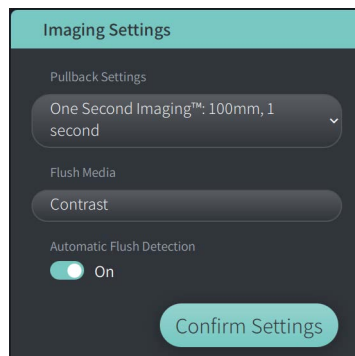 Imaging Settings
Pullback Settings
One Second Imaging™: 100mm, 1
second
Flush Media
Contrast
Automatic Flush Detection
On
Confirm Settings